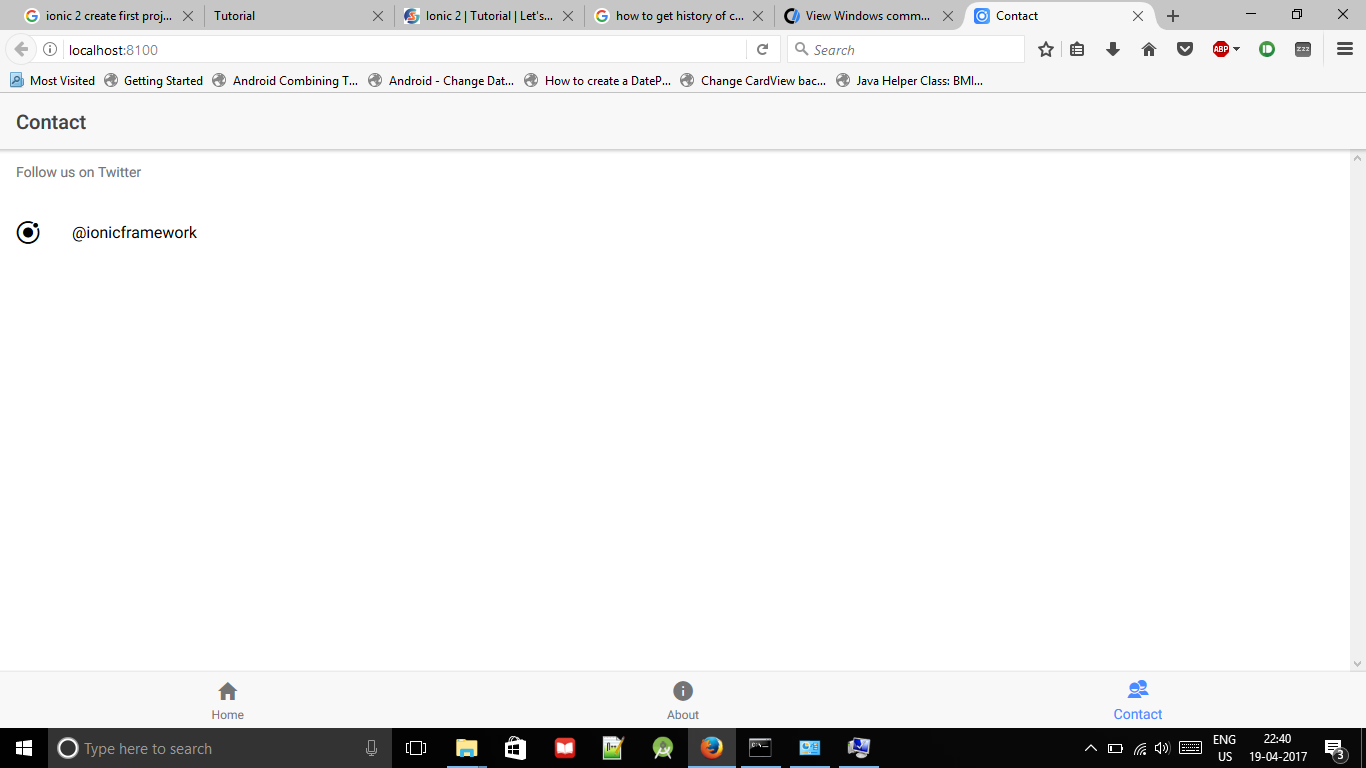 ionic 2 create first proj...
Tutorial
Ionic 2 | Tutorial | Let's...
how to get history of c...
View Windows comm...
Contact
localhost:8100
Search
ABP
zzz
Most Visited
Getting Started
Android Combining T...
Android - Change Dat...
How to create a DateP...
Change CardView bac...
Java Helper Class: BMI...
Contact
Follow us on Twitter
@ionicframework
Home
About
Contact
Type here to search
ENG
US
22:40
19-04-2017
3